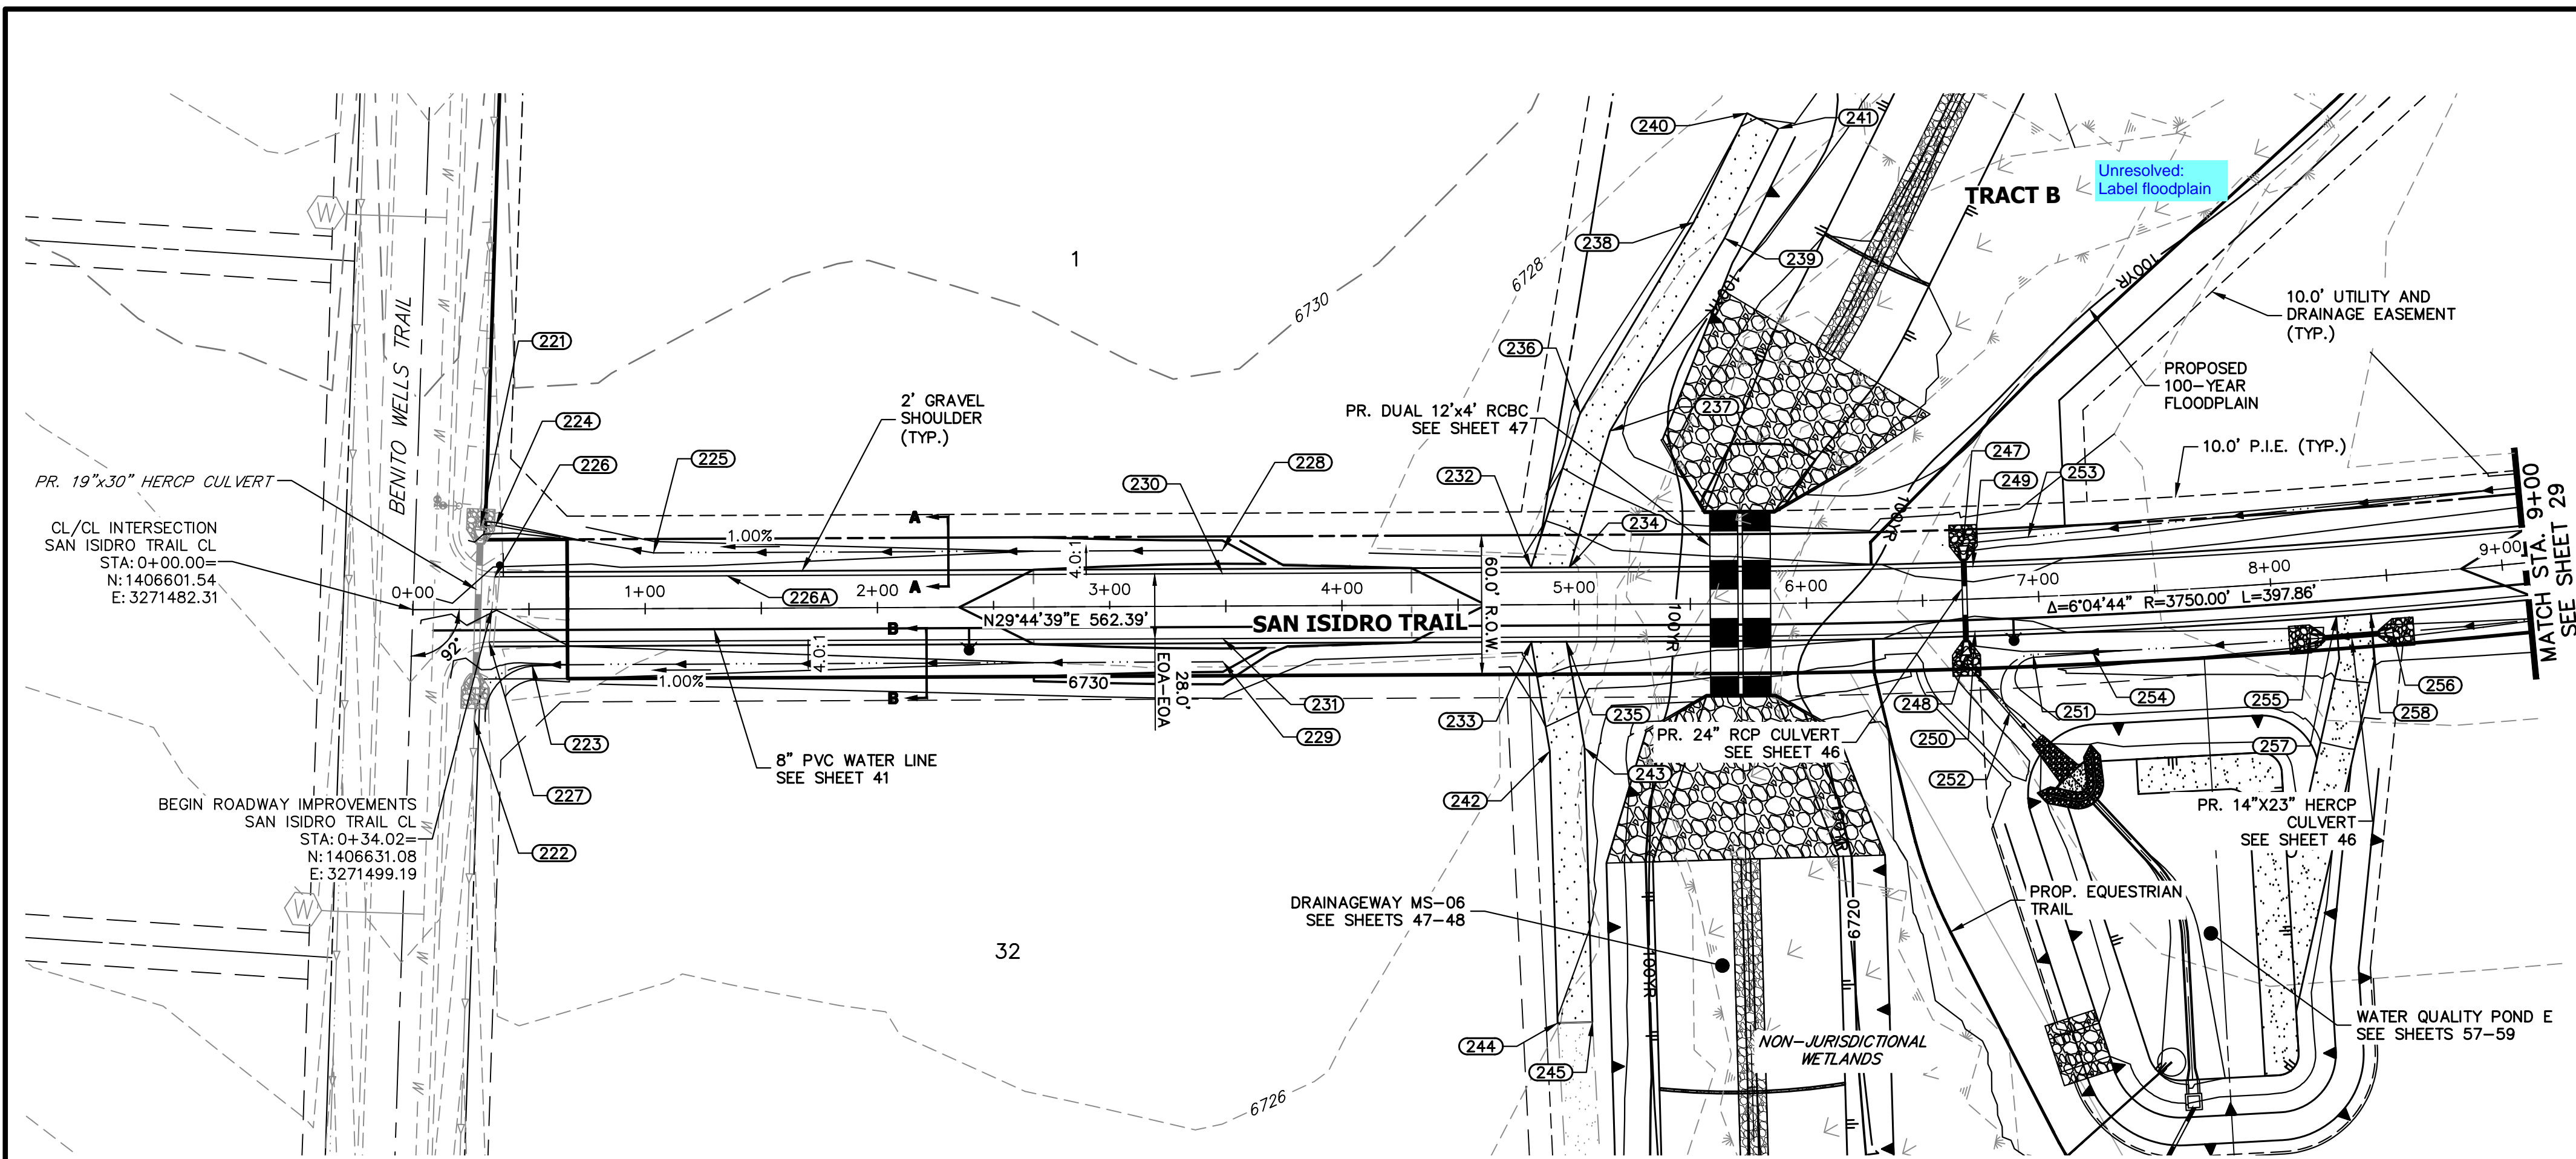 240
241
Unresolved:
Label floodplain
TRACT B
W
238
239
1
6728
6730
100YR
100YR
10.0' UTILITY AND
DRAINAGE EASEMENT
(TYP.)
BENITO WELLS TRAIL
221
236
PROPOSED
100-YEAR
FLOODPLAIN
2' GRAVEL
SHOULDER
(TYP.)
224
237
PR. DUAL 12'x4' RCBC
SEE SHEET 47
226
225
228
232
247
253
10.0' P.I.E. (TYP.)
PR. 19"x30" HERCP CULVERT
230
249
CL/CL INTERSECTION
SAN ISIDRO TRAIL CL
STA: 0+00.00=
N: 1406601.54
E: 3271482.31
A
1.00%
4.0:1
234
100YR
A
226A
60.0' R.O.W.
0+00
1+00
2+00
3+00
4+00
5+00
6+00
7+00
8+00
9+00
MATCH STA. 9+00
SEE SHEET 29
Δ=6°04'44" R=3750.00' L=397.86'
N29°44'39"E 562.39'
SAN ISIDRO TRAIL
100YR
B
92°
4.0:1
1.00%
6730
28.0'
EOA-EOA
B
231
229
233
235
248
251
254
255
256
258
223
PR. 24" RCP CULVERT
SEE SHEET 46
250
257
8" PVC WATER LINE
SEE SHEET 41
243
252
242
227
BEGIN ROADWAY IMPROVEMENTS
SAN ISIDRO TRAIL CL
STA: 0+34.02=
N: 1406631.08
E: 3271499.19
222
PR. 14"X23" HERCP
CULVERT
SEE SHEET 46
100YR
W
DRAINAGEWAY MS-06
SEE SHEETS 47-48
PROP. EQUESTRIAN
TRAIL
6720
32
100YR
WATER QUALITY POND E
SEE SHEETS 57-59
NON-JURISDICTIONAL
WETLANDS
244
245
6726